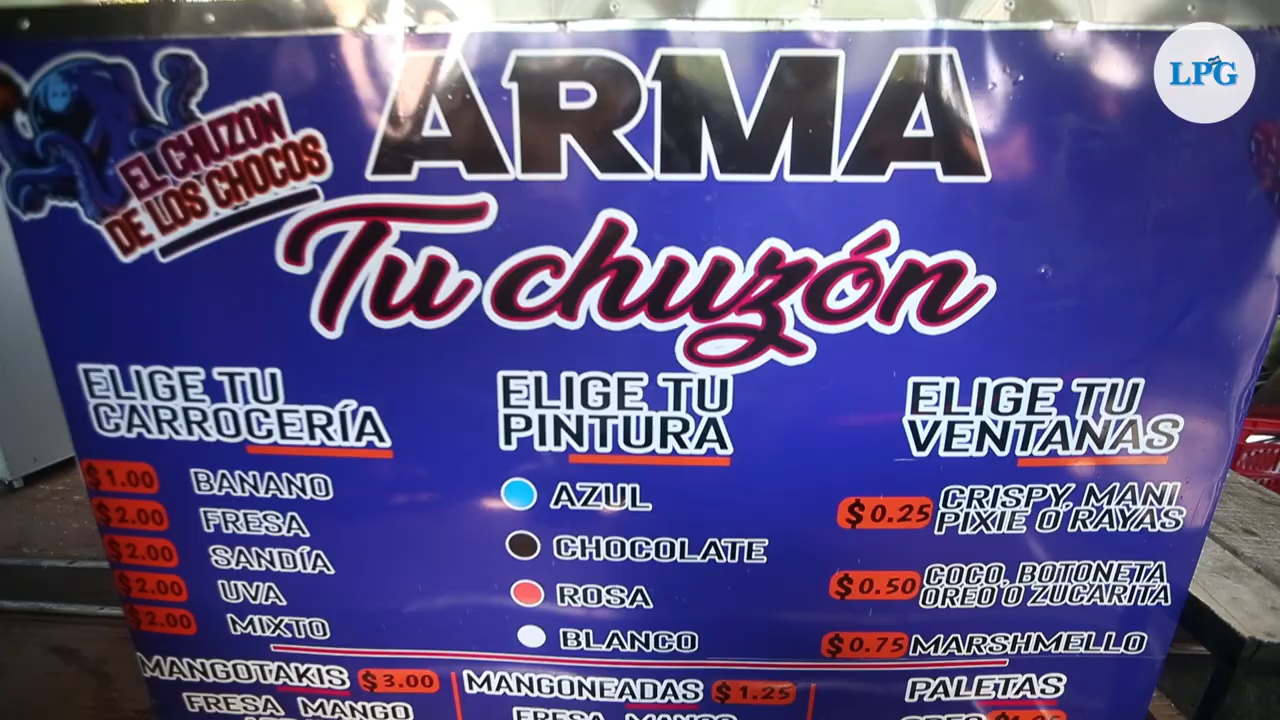 LPG
EL CHUZON
DE LOS CHOCOS
ARMA
Tu chuzón
ELIGE TU
CARROCERÍA
$1.00 BANANO
$2.00 FRESA
$2.00 SANDÍA
$2.00 UVA
$2.00 MIXTO
ELIGE TU
PINTURA
AZUL
CHOCOLATE
ROSA
BLANCO
ELIGE TU
VENTANAS
$0.25 CRISPY, MANI
PIXIE O RAYAS
$0.50 COCO, BOTONETA
OREO O ZUCARITA
$0.75 MARSHMELLO
MANGOTAKIS $3.00
FRESA MANGO
MANGONEADAS $1.25
FRESA MANGO
PALETAS
OREO